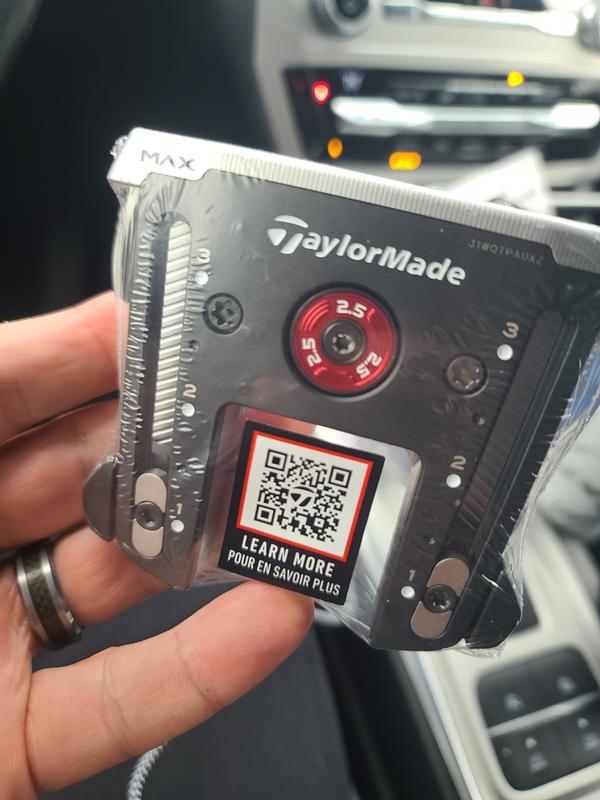 MAX
TaylorMade
J1WQTPAUX2
3
2
1
2.5
2.5
2.5
3
2
1
LEARN MORE
POUR EN SAVOIR PLUS